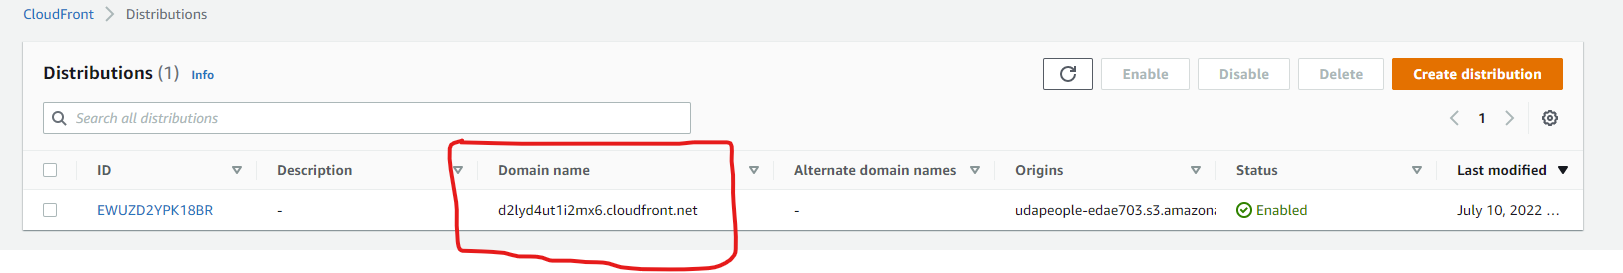 CloudFront > Distributions
Distributions (1) Info
Enable Disable Delete Create distribution
Search all distributions
1
ID Description Domain name Alternate domain names Origins Status Last modified
EWUZD2YPK18BR - d2lyd4ut1i2mx6.cloudfront.net - udapeople-edae703.s3.amazona Enabled July 10, 2022 ...